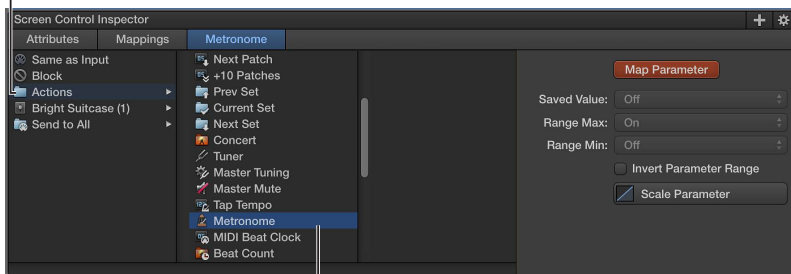 Screen Control Inspector
Attributes
Mappings
Metronome
Same as Input
Block
Actions
Bright Suitcase (1)
Send to All
Next Patch
+10 Patches
Prev Set
Current Set
Next Set
Concert
Tuner
Master Tuning
Master Mute
Tap Tempo
Metronome
MIDI Beat Clock
Beat Count
Map Parameter
Saved Value: Off
Range Max: On
Range Min: Off
Invert Parameter Range
Scale Parameter